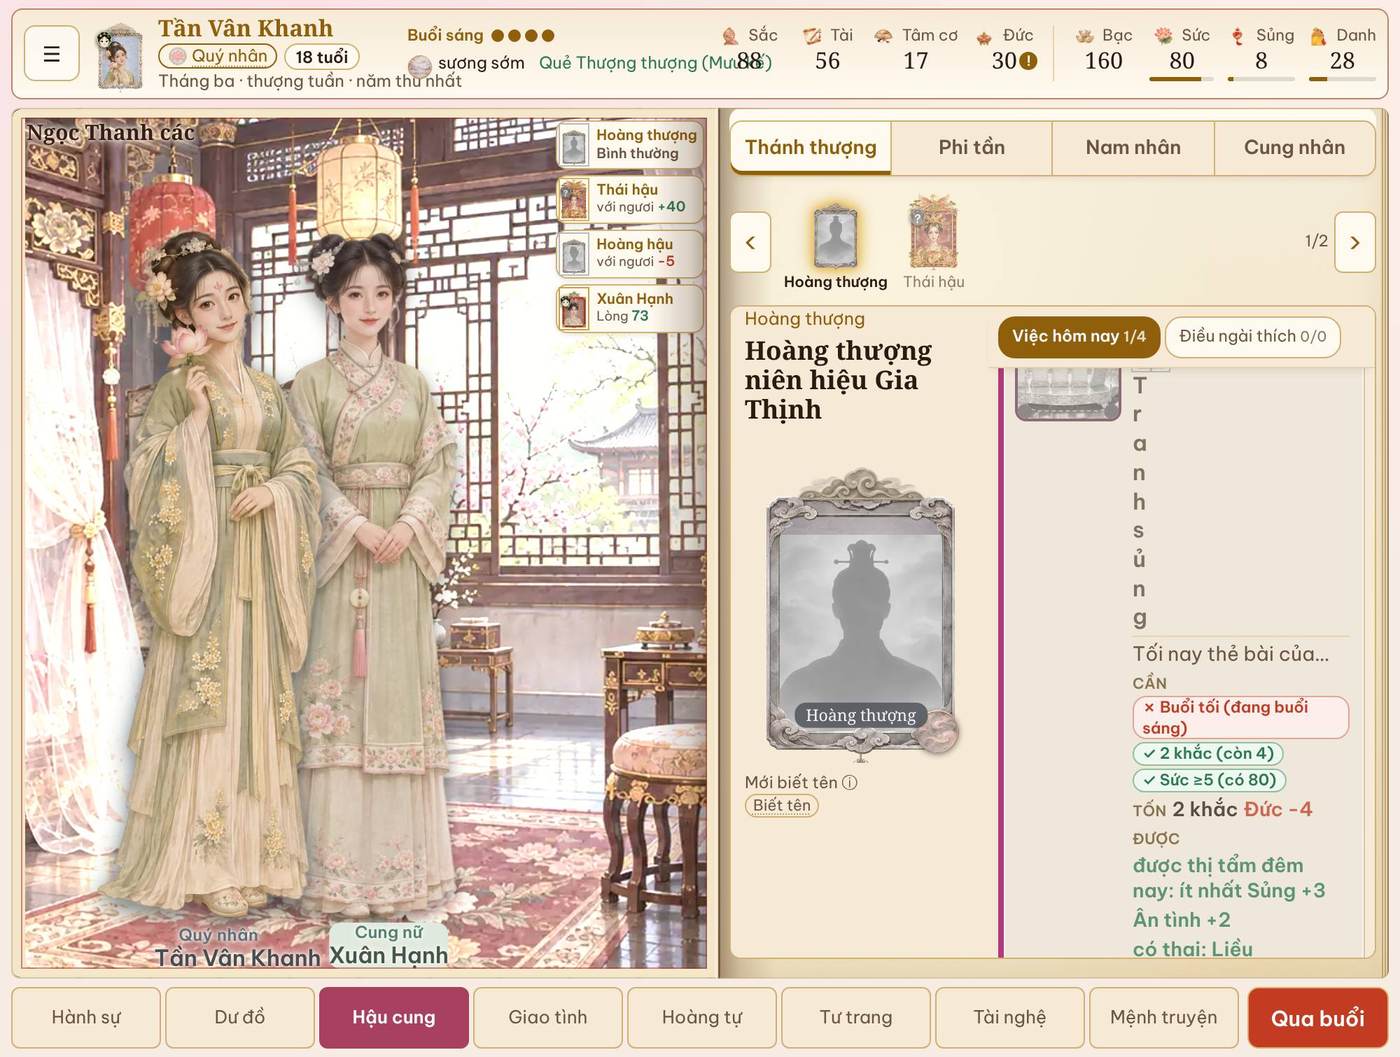 ☰
Tần Vân Khanh
Quý nhân
18 tuổi
Tháng ba · thượng tuần · năm thứ nhất
Buổi sáng
sương sớm
Quẻ Thượng thượng
Sắc
88
Tài
56
Tâm cơ
17
Đức
30 !
Bạc
160
Sức
80
Sủng
8
Danh
28
Ngọc Thanh các
Hoàng thượng
Bình thường
Thái hậu
với ngươi +40
Hoàng hậu
với ngươi -5
Xuân Hạnh
Lòng 73
Quý nhân
Tần Vân Khanh
Cung nữ
Xuân Hạnh
Thánh thượng
Phi tần
Nam nhân
Cung nhân
‹
Hoàng thượng
?
Thái hậu
1/2
›
Hoàng thượng
Hoàng thượng
niên hiệu Gia
Thịnh
Hoàng thượng
Mới biết tên ⓘ
Biết tên
Việc hôm nay 1/4
Điều ngài thích 0/0
T
r
a
n
h
s
ủ
n
g
Tối nay thẻ bài của...
CẦN
× Buổi tối (đang buổi
sáng)
✓ 2 khắc (còn 4)
✓ Sức ≥5 (có 80)
TỐN 2 khắc Đức -4
ĐƯỢC
được thị tẩm đêm
nay: ít nhất Sủng +3
Ân tình +2
có thai: Liều
Hành sự
Dư đồ
Hậu cung
Giao tình
Hoàng tự
Tư trang
Tài nghệ
Mệnh truyện
Qua buổi